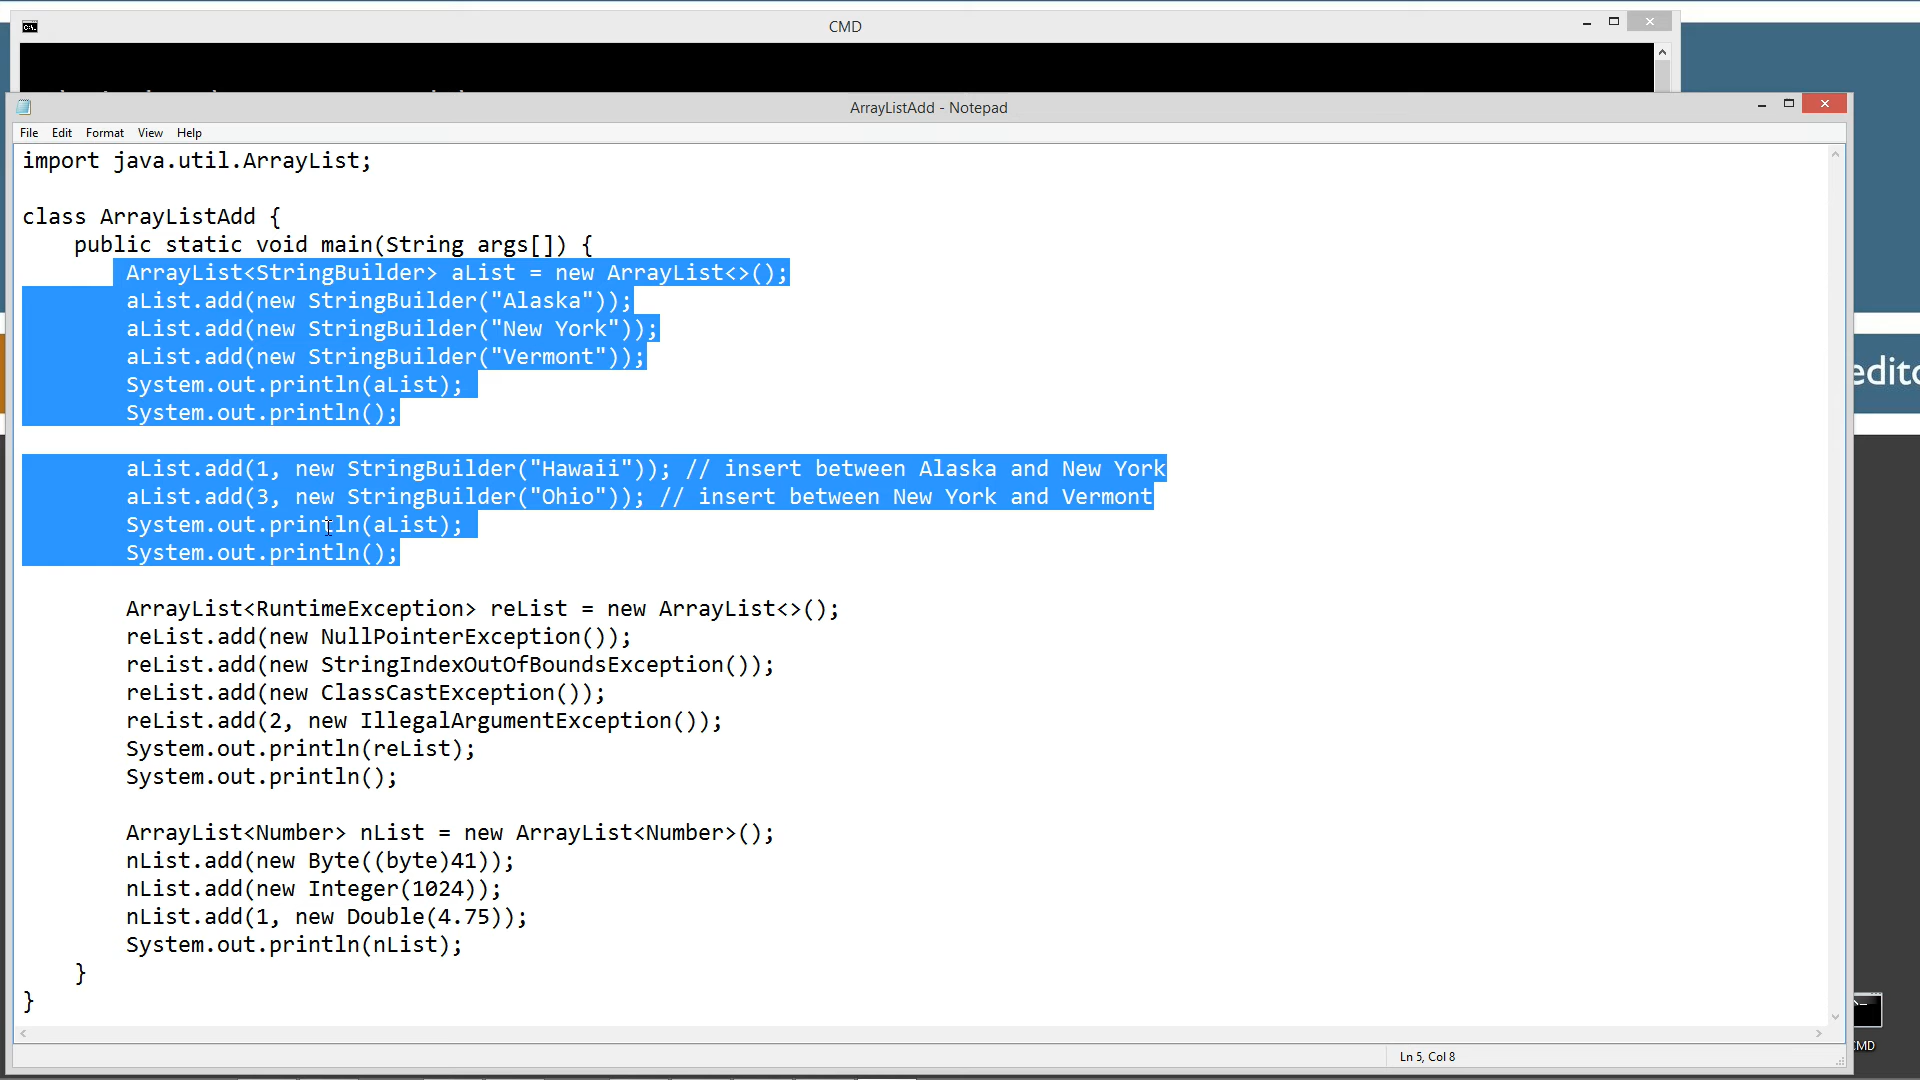 CMD
ArrayListAdd - Notepad
File Edit Format View Help
import java.util.ArrayList;
class ArrayListAdd {
    public static void main(String args[]) {
        ArrayList<StringBuilder> aList = new ArrayList<>();
        aList.add(new StringBuilder("Alaska"));
        aList.add(new StringBuilder("New York"));
        aList.add(new StringBuilder("Vermont"));
        System.out.println(aList);
        System.out.println();
        aList.add(1, new StringBuilder("Hawaii")); // insert between Alaska and New York
        aList.add(3, new StringBuilder("Ohio")); // insert between New York and Vermont
        System.out.println(aList);
        System.out.println();
        ArrayList<RuntimeException> reList = new ArrayList<>();
        reList.add(new NullPointerException());
        reList.add(new StringIndexOutOfBoundsException());
        reList.add(new ClassCastException());
        reList.add(2, new IllegalArgumentException());
        System.out.println(reList);
        System.out.println();
        ArrayList<Number> nList = new ArrayList<Number>();
        nList.add(new Byte((byte)41));
        nList.add(new Integer(1024));
        nList.add(1, new Double(4.75));
        System.out.println(nList);
    }
}
Ln 5, Col 8